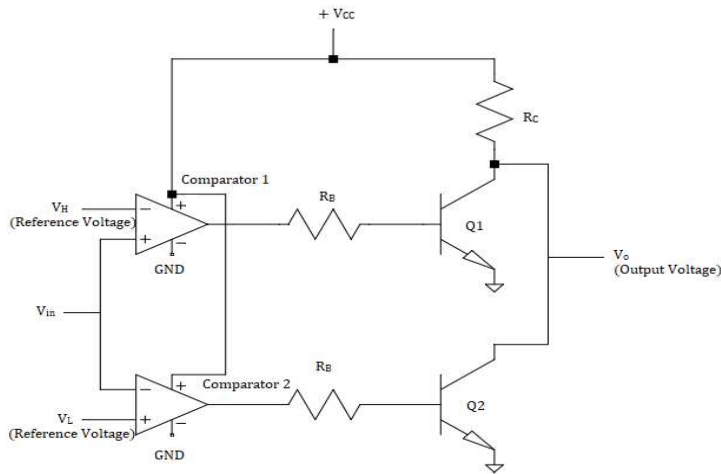 + VCC
RC
Comparator 1
VH
(Reference Voltage)
−
+
+
−
GND
RB
Q1
Vo
(Output Voltage)
Vin
Comparator 2
VL
(Reference Voltage)
−
+
+
−
GND
RB
Q2